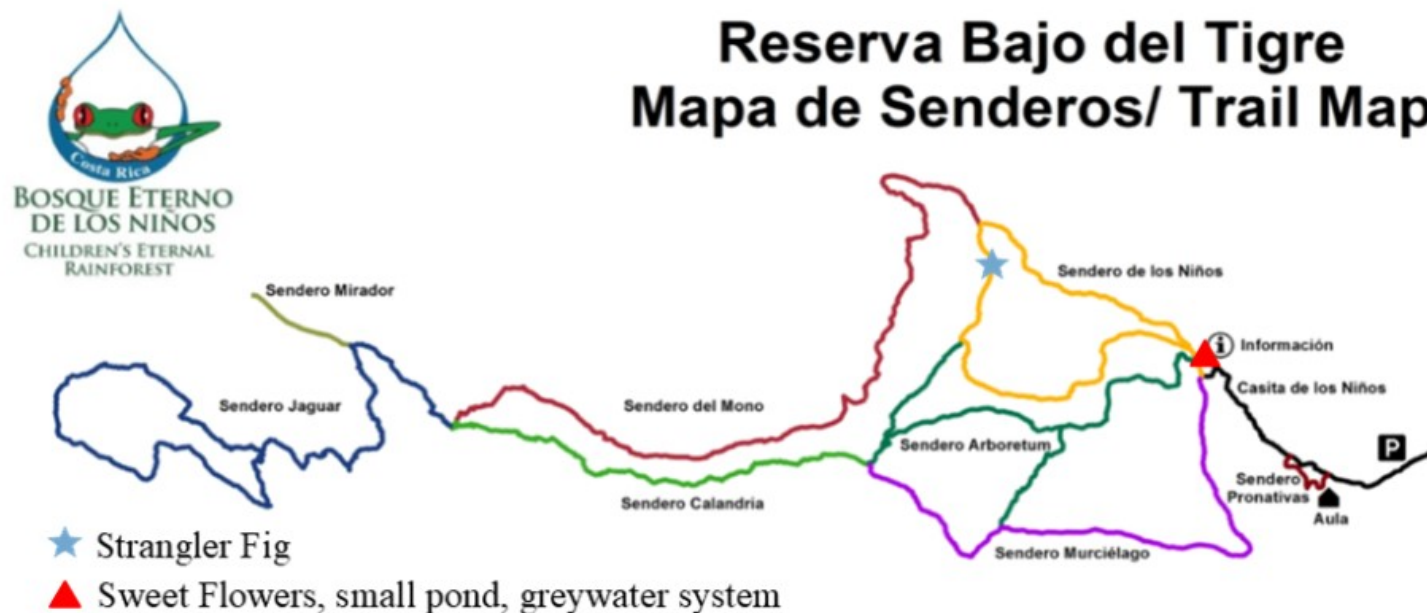 Reserva Bajo del Tigre
Mapa de Senderos/ Trail Map
Costa Rica
BOSQUE ETERNO
DE LOS NIÑOS
CHILDREN'S ETERNAL
RAINFOREST
Sendero Mirador
Sendero de los Niños
Información
Casita de los Niños
Sendero Jaguar
Sendero del Mono
Sendero Arboretum
P
Sendero
Pronativas
Aula
Sendero Calandria
Sendero Murciélago
Strangler Fig
Sweet Flowers, small pond, greywater system